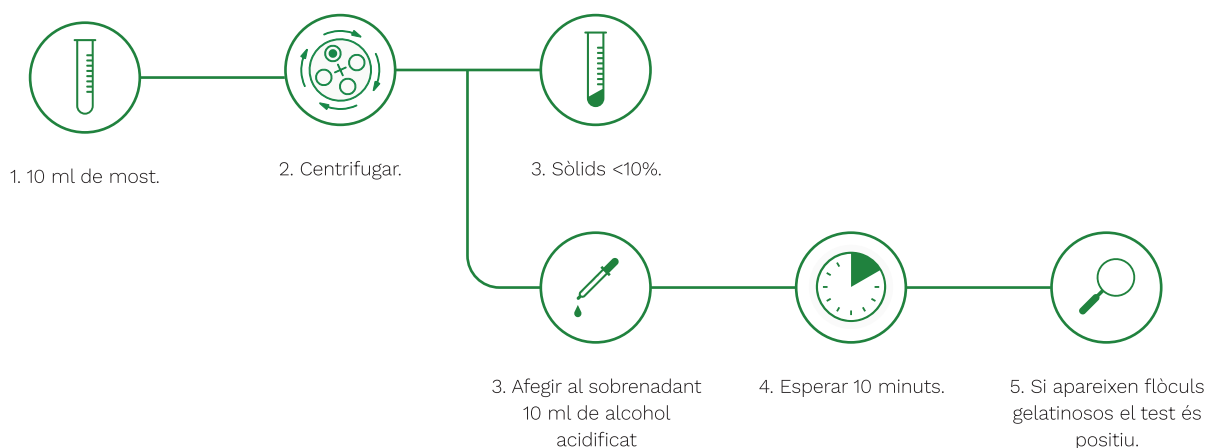 1. 10 ml de most.
2. Centrifugar.
3. Sòlids <10%.
3. Afegir al sobrenadant
10 ml de alcohol
acidificat
4. Esperar 10 minuts.
5. Si apareixen flòculs
gelatinosos el test és
positiu.